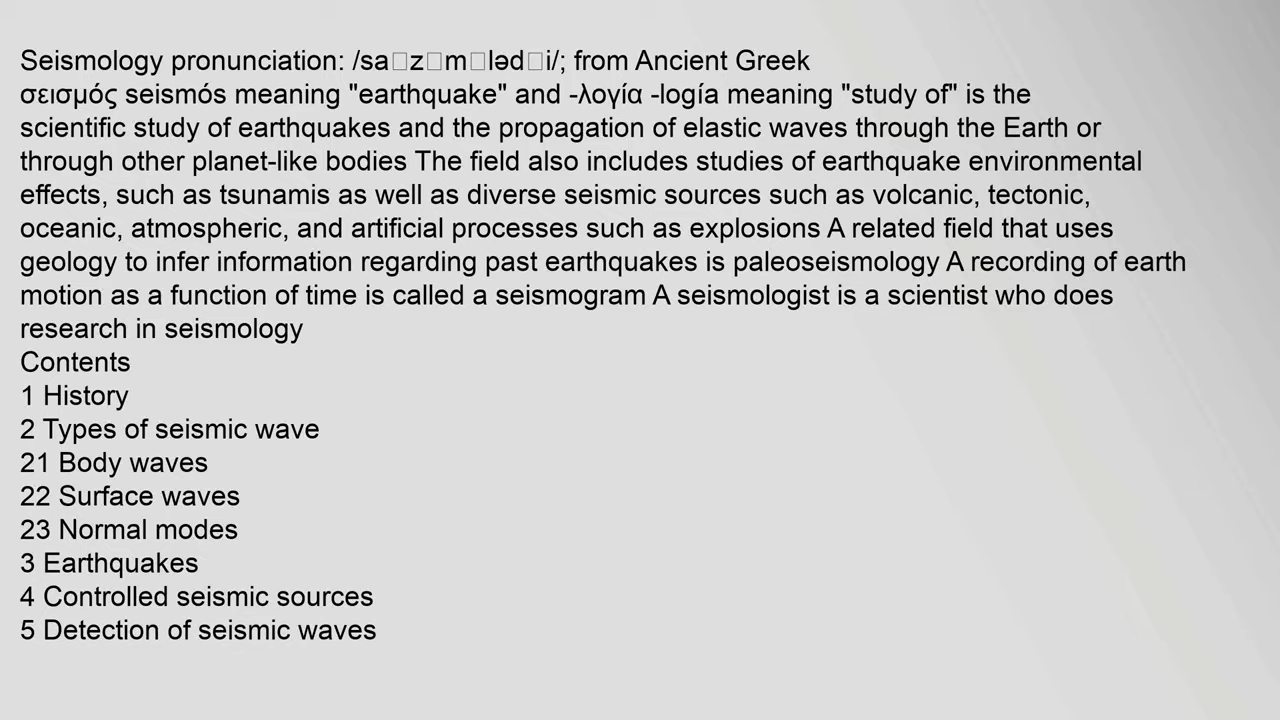 Seismology pronunciation: /sa□z□m□ləd□i/; from Ancient Greek
σεισμός seismós meaning "earthquake" and -λογία -logía meaning "study of" is the
scientific study of earthquakes and the propagation of elastic waves through the Earth or
through other planet-like bodies The field also includes studies of earthquake environmental
effects, such as tsunamis as well as diverse seismic sources such as volcanic, tectonic,
oceanic, atmospheric, and artificial processes such as explosions A related field that uses
geology to infer information regarding past earthquakes is paleoseismology A recording of earth
motion as a function of time is called a seismogram A seismologist is a scientist who does
research in seismology
Contents
1 History
2 Types of seismic wave
21 Body waves
22 Surface waves
23 Normal modes
3 Earthquakes
4 Controlled seismic sources
5 Detection of seismic waves